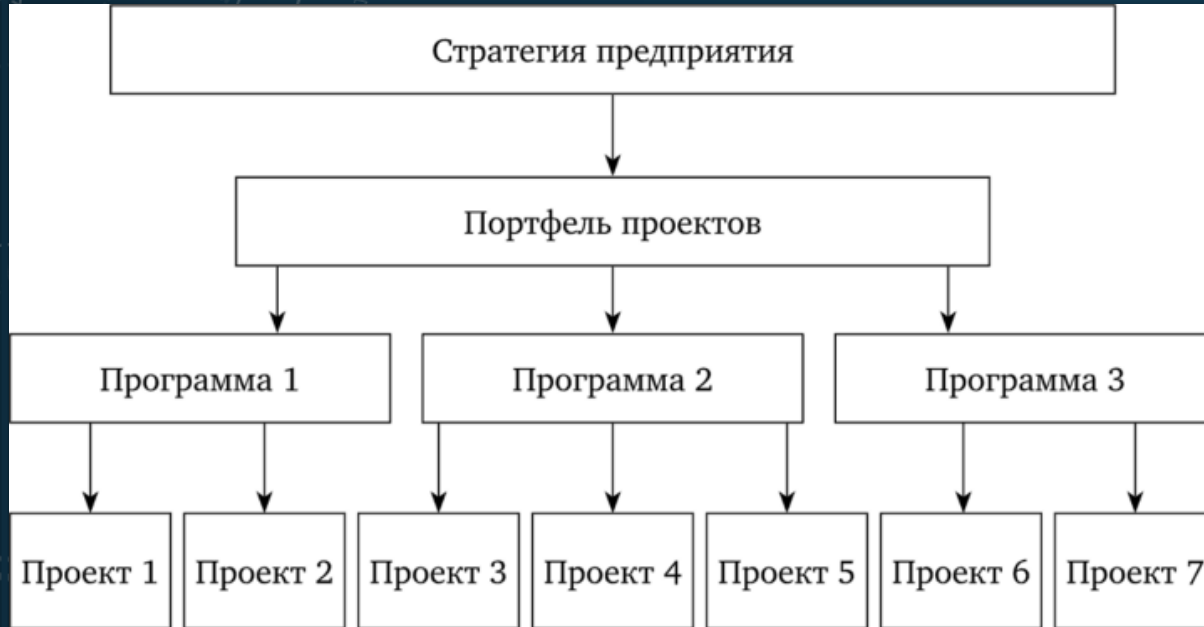 Стратегия предприятия
Портфель проектов
Программа 1
Программа 2
Программа 3
Проект 1
Проект 2
Проект 3
Проект 4
Проект 5
Проект 6
Проект 7